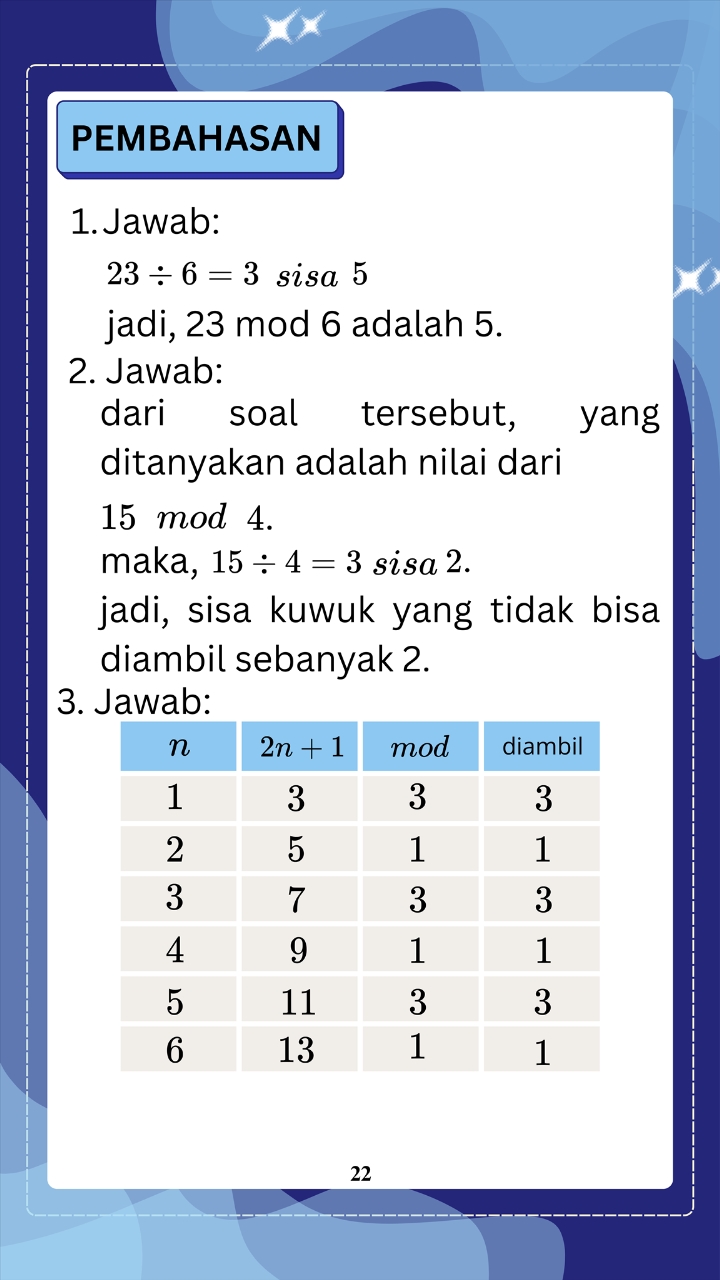 PEMBAHASAN
1. Jawab:
23 ÷ 6 = 3 sisa 5
jadi, 23 mod 6 adalah 5.
2. Jawab:
dari soal tersebut, yang
ditanyakan adalah nilai dari
15 mod 4.
maka, 15 ÷ 4 = 3 sisa 2.
jadi, sisa kuwuk yang tidak bisa
diambil sebanyak 2.
3. Jawab:
n 2n + 1 mod diambil
1 3 3 3
2 5 1 1
3 7 3 3
4 9 1 1
5 11 3 3
6 13 1 1
22